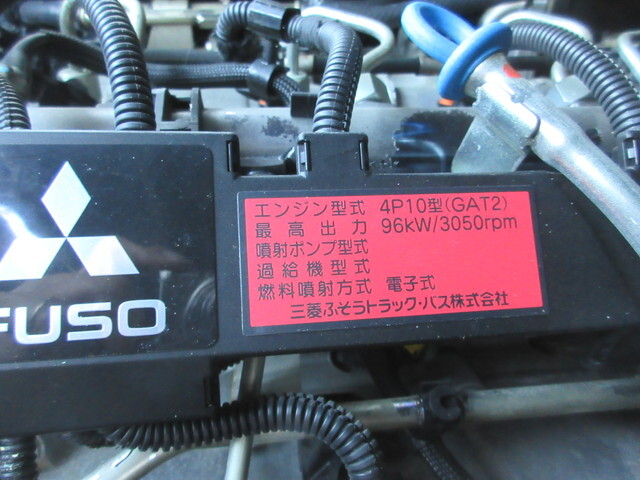 FUSO
エンジン型式 4P10型(GAT2)
最高出力 96kW/3050rpm
噴射ポンプ型式
過給機型式
燃料噴射方式 電子式
三菱ふそうトラック・バス株式会社